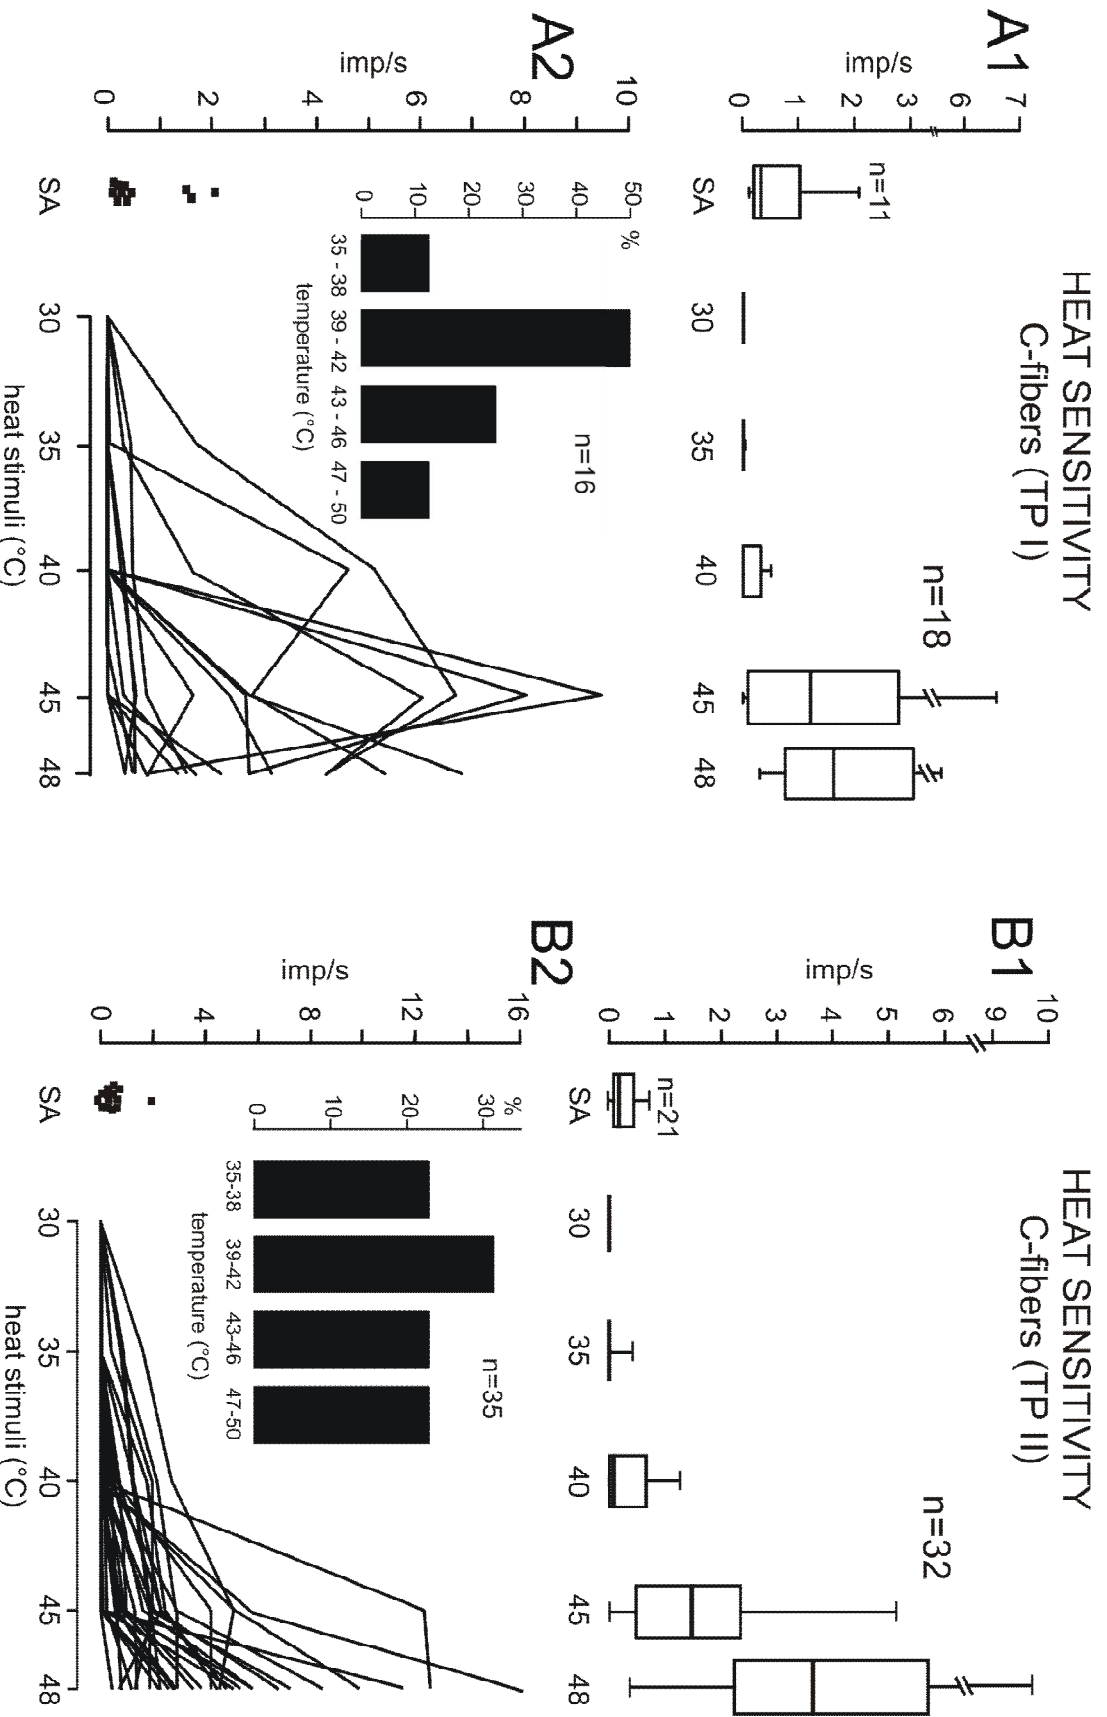 HEAT SENSITIVITY
C-fibers (TP I)
A1
imp/s
7
6
3
2
1
0
n=11
n=18
SA 30 35 40 45 48
A2
imp/s
10
8
6
4
2
0
%
50
40
30
20
10
0
n=16
35 - 38 39 - 42 43 - 46 47 - 50
temperature (°C)
SA 30 35 40 45 48
heat stimuli (°C)
HEAT SENSITIVITY
C-fibers (TP II)
B1
imp/s
10
9
6
5
4
3
2
1
0
n=21
n=32
SA 30 35 40 45 48
B2
imp/s
16
12
8
4
0
%
30
20
10
0
n=35
35-38 39-42 43-46 47-50
temperature (°C)
SA 30 35 40 45 48
heat stimuli (°C)